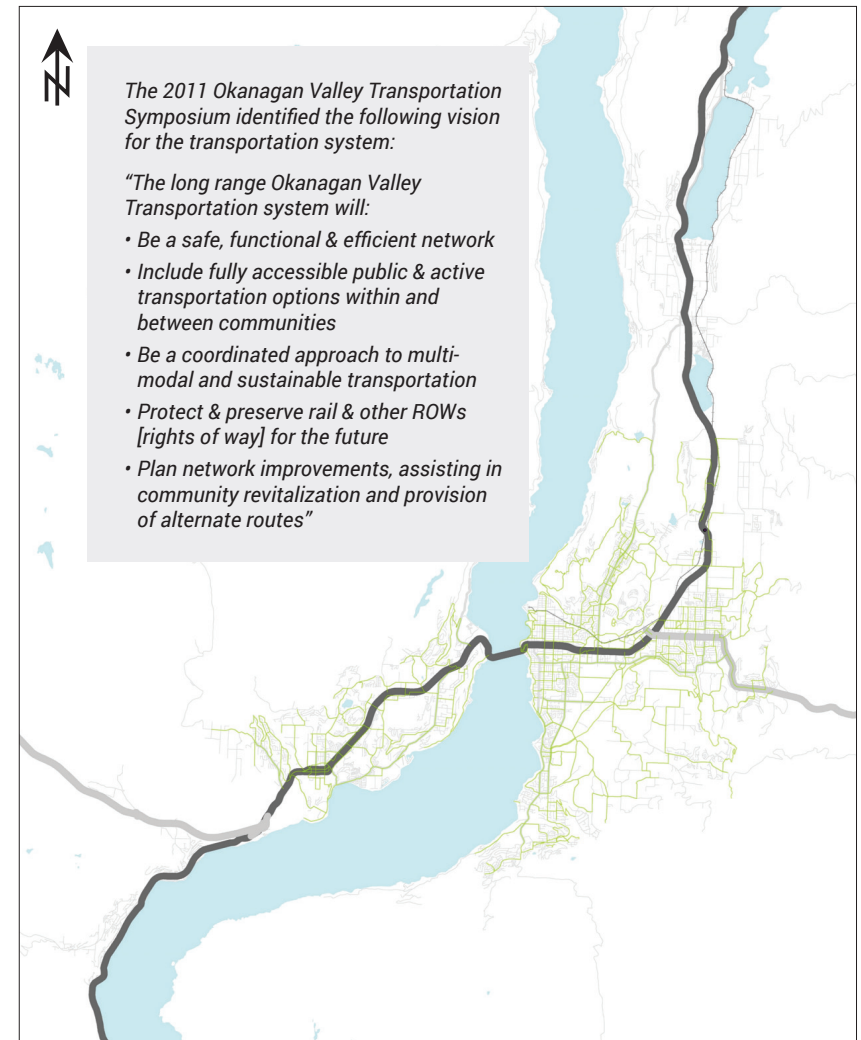 N
The 2011 Okanagan Valley Transportation
Symposium identified the following vision
for the transportation system:
“The long range Okanagan Valley
Transportation system will:
• Be a safe, functional & efficient network
• Include fully accessible public & active
transportation options within and
between communities
• Be a coordinated approach to multi-
modal and sustainable transportation
• Protect & preserve rail & other ROWs
[rights of way] for the future
• Plan network improvements, assisting in
community revitalization and provision
of alternate routes”